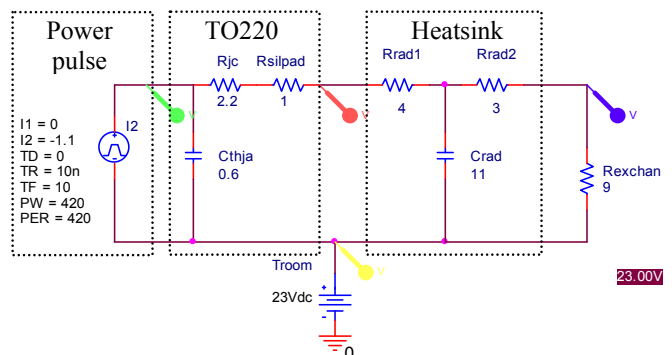 Power
pulse
TO220
Heatsink
Rjc
2.2
Rsilpad
1
Rrad1
4
Rrad2
3
V
V
V
I1 = 0
I2 = -1.1
TD = 0
TR = 10n
TF = 10
PW = 420
PER = 420
I2
Cthja
0.6
Crad
11
Rexchan
9
Troom
V
23Vdc
+
-
0
23.00V